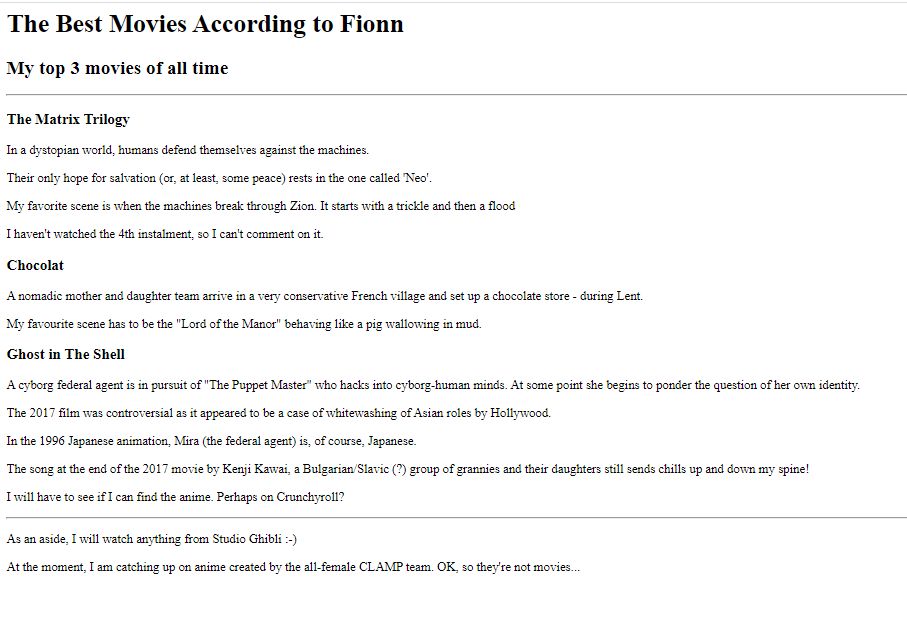 The Best Movies According to Fionn
My top 3 movies of all time
The Matrix Trilogy
In a dystopian world, humans defend themselves against the machines.
Their only hope for salvation (or, at least, some peace) rests in the one called 'Neo'.
My favorite scene is when the machines break through Zion. It starts with a trickle and then a flood
I haven't watched the 4th instalment, so I can't comment on it.
Chocolat
A nomadic mother and daughter team arrive in a very conservative French village and set up a chocolate store - during Lent.
My favourite scene has to be the "Lord of the Manor" behaving like a pig wallowing in mud.
Ghost in The Shell
A cyborg federal agent is in pursuit of "The Puppet Master" who hacks into cyborg-human minds. At some point she begins to ponder the question of her own identity.
The 2017 film was controversial as it appeared to be a case of whitewashing of Asian roles by Hollywood.
In the 1996 Japanese animation, Mira (the federal agent) is, of course, Japanese.
The song at the end of the 2017 movie by Kenji Kawai, a Bulgarian/Slavic (?) group of grannies and their daughters still sends chills up and down my spine!
I will have to see if I can find the anime. Perhaps on Crunchyroll?
As an aside, I will watch anything from Studio Ghibli :-)
At the moment, I am catching up on anime created by the all-female CLAMP team. OK, so they're not movies...